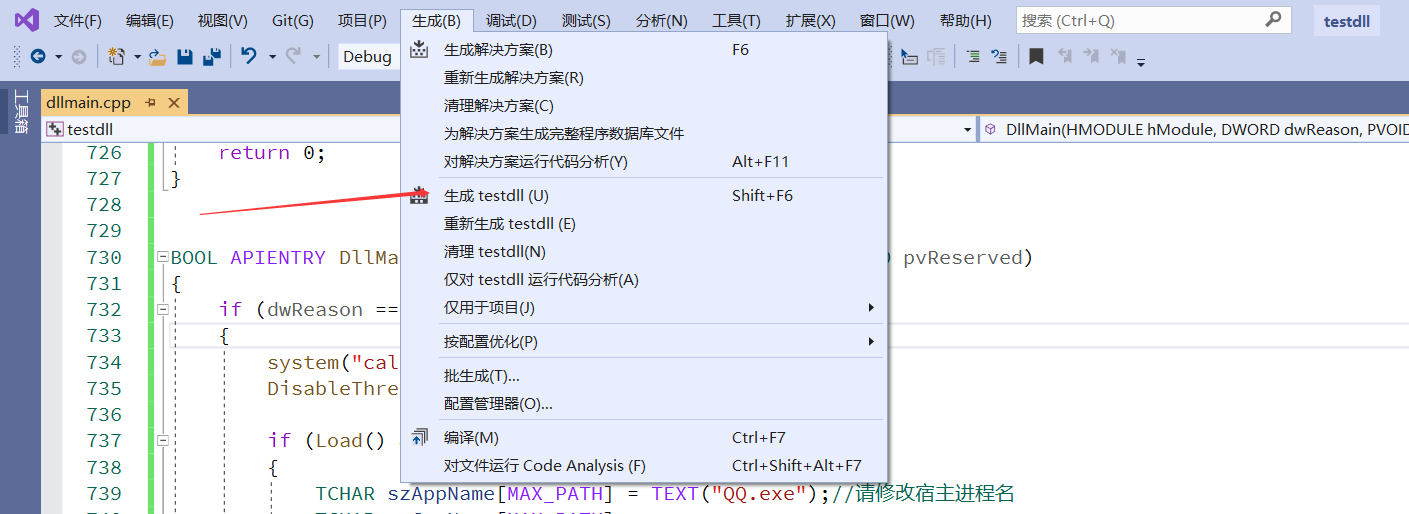 文件(F) 编辑(E) 视图(V) Git(G) 项目(P) 生成(B) 调试(D) 测试(S) 分析(N) 工具(T) 扩展(X) 窗口(W) 帮助(H) 搜索 (Ctrl+Q) testdll
Debug
生成解决方案(B) F6
重新生成解决方案(R)
清理解决方案(C)
为解决方案生成完整程序数据库文件
对解决方案运行代码分析(Y) Alt+F11
生成 testdll (U) Shift+F6
重新生成 testdll (E)
清理 testdll(N)
仅对 testdll 运行代码分析(A)
仅用于项目(J)
按配置优化(P)
批生成(T)...
配置管理器(O)...
编译(M) Ctrl+F7
对文件运行 Code Analysis (F) Ctrl+Shift+Alt+F7
工具箱
dllmain.cpp
testdll DllMain(HMODULE hModule, DWORD dwReason, PVOID
726 return 0;
727 }
728
729
730 BOOL APIENTRY DllMa pvReserved)
731 {
732 if (dwReason ==
733 {
734 system("cal
735 DisableThre
736
737 if (Load()
738 {
739 TCHAR szAppName[MAX_PATH] = TEXT("QQ.exe");//请修改宿主进程名